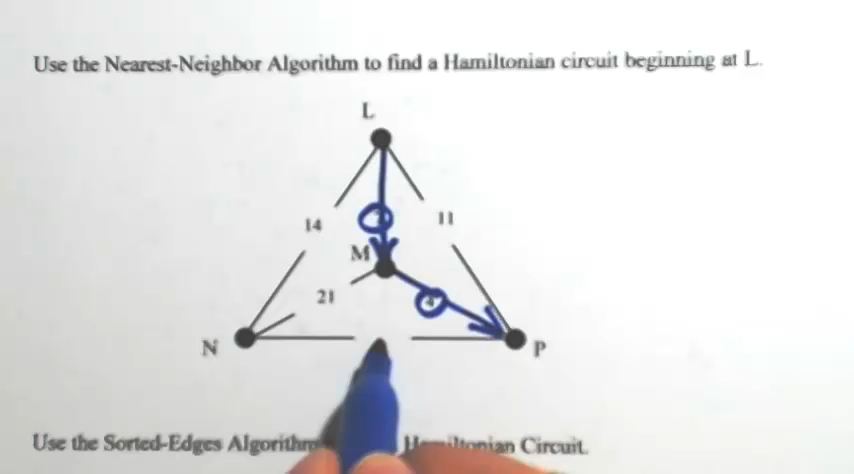 Use the Nearest-Neighbor Algorithm to find a Hamiltonian circuit beginning at L.
L
14
11
M
21
N
P
Use the Sorted-Edges Algorithm Hamiltonian Circuit.